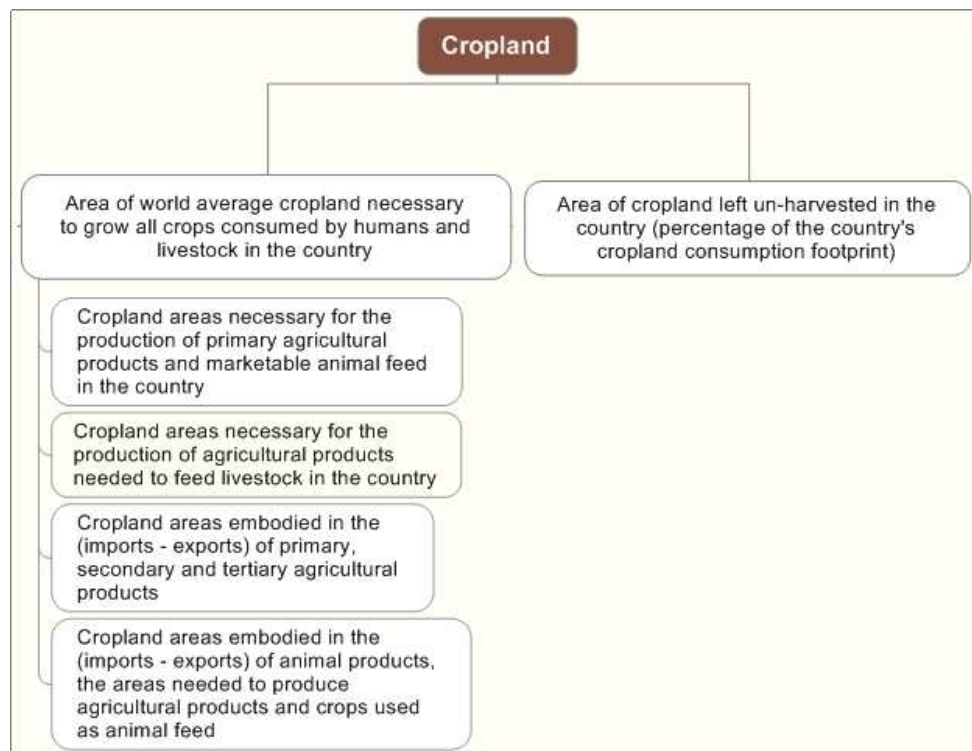 Cropland
Area of world average cropland necessary
to grow all crops consumed by humans and
livestock in the country
Area of cropland left un-harvested in the
country (percentage of the country's
cropland consumption footprint)
Cropland areas necessary for the
production of primary agricultural
products and marketable animal feed
in the country
Cropland areas necessary for the
production of agricultural products
needed to feed livestock in the country
Cropland areas embodied in the
(imports - exports) of primary,
secondary and tertiary agricultural
products
Cropland areas embodied in the
(imports - exports) of animal products,
the areas needed to produce
agricultural products and crops used
as animal feed